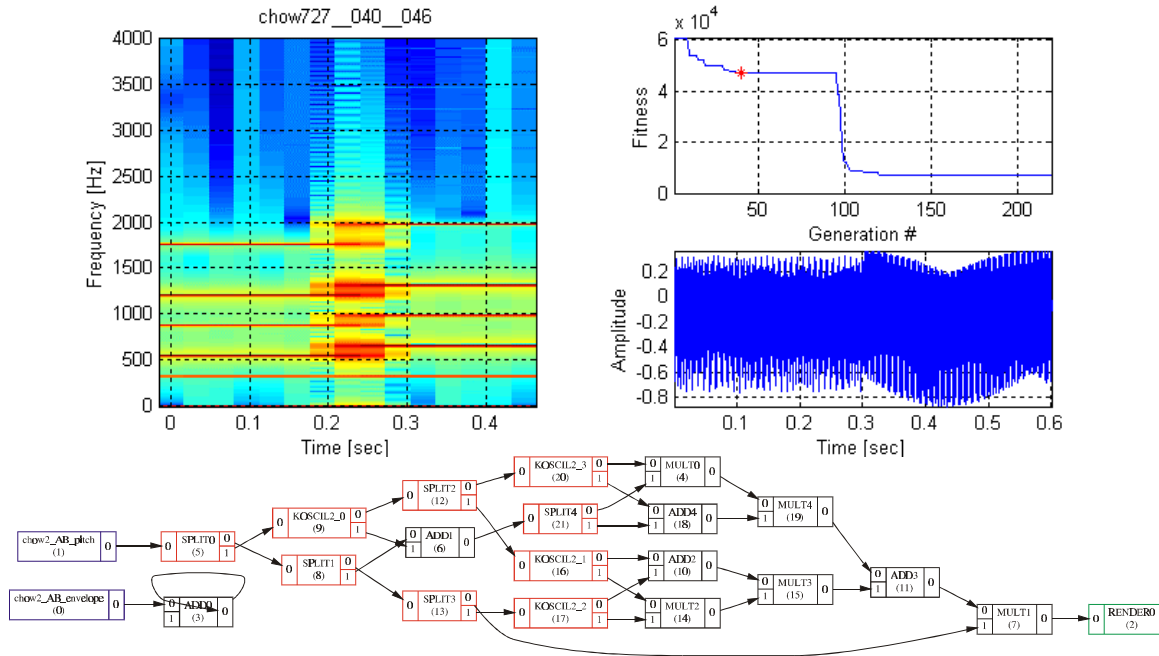 chow727__040__046
4000
3500
3000
2500
2000
1500
1000
500
0
Frequency [Hz]
0 0.1 0.2 0.3 0.4
Time [sec]
x 10^4
6
4
2
0
Fitness
50 100 150 200
Generation #
0.2
0
-0.2
-0.4
-0.6
-0.8
Amplitude
0.1 0.2 0.3 0.4 0.5 0.6
Time [sec]
chow2_AB_pitch
(1)
0
chow2_AB_envelope
(0)
0
0 SPLIT0 0
(5) 1
0 ADD0 0
1 (3)
0 KOSCIL2_0 0
(9) 1
0 SPLIT1 0
(8) 1
0 SPLIT2 0
(12) 1
0 ADD1 0
1 (6)
0 SPLIT3 0
(13) 1
0 KOSCIL2_3 0
(20) 1
0 SPLIT4 0
(21) 1
0 KOSCIL2_1 0
(16) 1
0 KOSCIL2_2 0
(17) 1
0 MULT0 0
1 (4)
0 ADD4 0
1 (18)
0 ADD2 0
1 (10)
0 MULT2 0
1 (14)
0 MULT4 0
1 (19)
0 MULT3 0
1 (15)
0 ADD3 0
1 (11)
0 MULT1 0
1 (7)
0 RENDER0 0
(2)